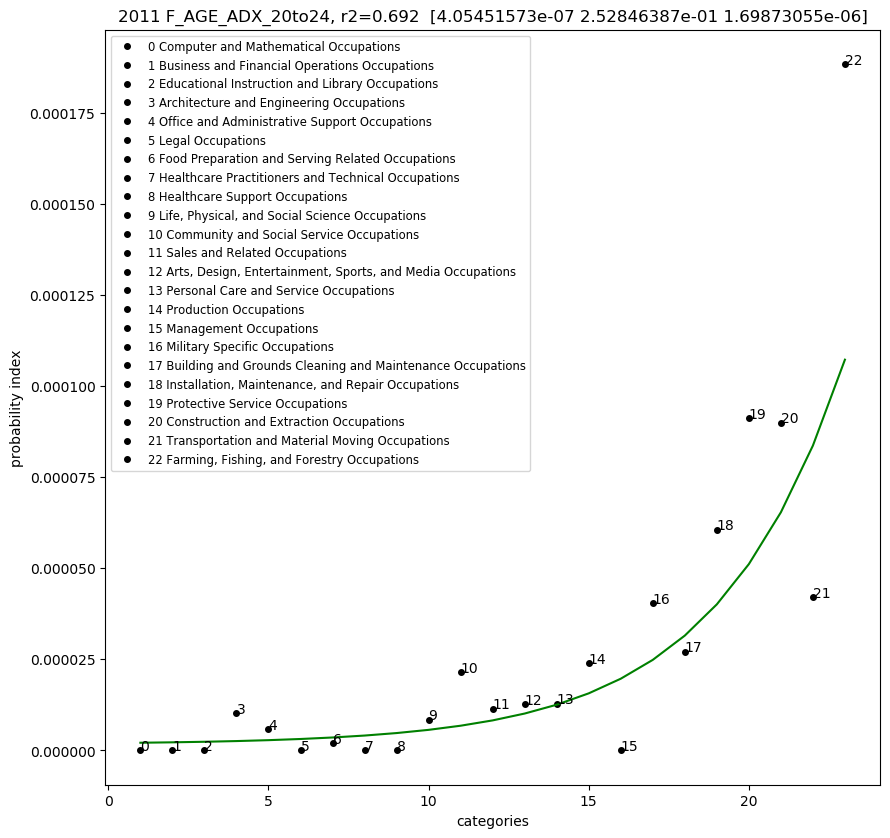 2011 F_AGE_ADX_20to24, r2=0.692 [4.05451573e-07 2.52846387e-01 1.69873055e-06]
0 Computer and Mathematical Occupations
1 Business and Financial Operations Occupations
2 Educational Instruction and Library Occupations
3 Architecture and Engineering Occupations
4 Office and Administrative Support Occupations
5 Legal Occupations
6 Food Preparation and Serving Related Occupations
7 Healthcare Practitioners and Technical Occupations
8 Healthcare Support Occupations
9 Life, Physical, and Social Science Occupations
10 Community and Social Service Occupations
11 Sales and Related Occupations
12 Arts, Design, Entertainment, Sports, and Media Occupations
13 Personal Care and Service Occupations
14 Production Occupations
15 Management Occupations
16 Military Specific Occupations
17 Building and Grounds Cleaning and Maintenance Occupations
18 Installation, Maintenance, and Repair Occupations
19 Protective Service Occupations
20 Construction and Extraction Occupations
21 Transportation and Material Moving Occupations
22 Farming, Fishing, and Forestry Occupations
probability index
0.000175
0.000150
0.000125
0.000100
0.000075
0.000050
0.000025
0.000000
0
1
2
3
4
5
6
7
8
9
10
11
12
13
14
15
16
17
18
19
20
21
22
0 5 10 15 20
categories